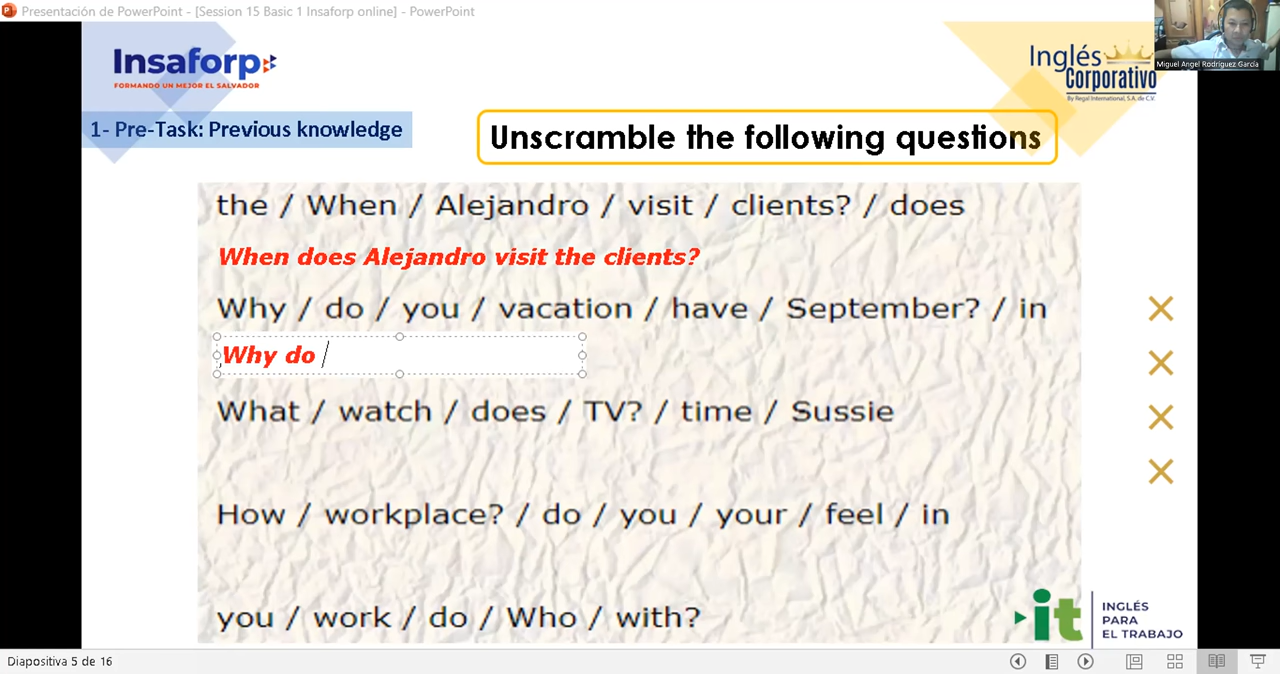 Presentación de PowerPoint - [Session 15 Basic 1 Insaforp online] - PowerPoint
Insaforp
FORMANDO UN MEJOR EL SALVADOR
Inglés
Corporativo
By Regal International, S.A. de C.V.
Miguel Angel Rodriguez García
1- Pre-Task: Previous knowledge
Unscramble the following questions
the / When / Alejandro / visit / clients? / does
When does Alejandro visit the clients?
Why / do / you / vacation / have / September? / in
Why do
What / watch / does / TV? / time / Sussie
How / workplace? / do / you / your / feel / in
you / work / do / Who / with?
it
INGLÉS
PARA
EL TRABAJO
Diapositiva 5 de 16